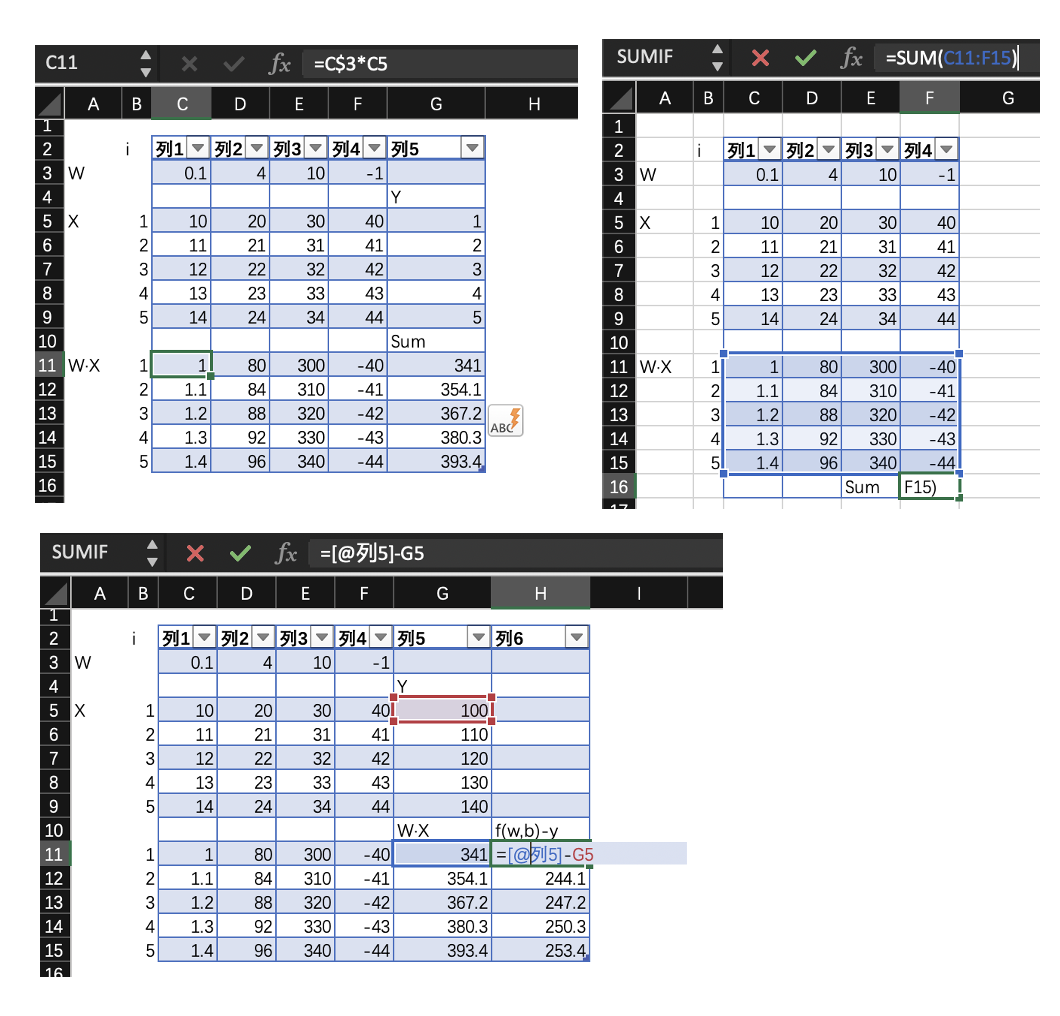 C11 fx =C$3*C5
A B C D E F G H
1
2 i 列1 列2 列3 列4 列5
3 W 0.1 4 10 -1
4 Y
5 X 1 10 20 30 40 1
6 2 11 21 31 41 2
7 3 12 22 32 42 3
8 4 13 23 33 43 4
9 5 14 24 34 44 5
10 Sum
11 W·X 1 1 80 300 -40 341
12 2 1.1 84 310 -41 354.1
13 3 1.2 88 320 -42 367.2
ABC
14 4 1.3 92 330 -43 380.3
15 5 1.4 96 340 -44 393.4
16
SUMIF fx =SUM(C11:F15)
A B C D E F G
1
2 i 列1 列2 列3 列4
3 W 0.1 4 10 -1
4
5 X 1 10 20 30 40
6 2 11 21 31 41
7 3 12 22 32 42
8 4 13 23 33 43
9 5 14 24 34 44
10
11 W·X 1 1 80 300 -40
12 2 1.1 84 310 -41
13 3 1.2 88 320 -42
14 4 1.3 92 330 -43
15 5 1.4 96 340 -44
16 Sum F15)
17
SUMIF fx =[@列5]-G5
A B C D E F G H I
1
2 i 列1 列2 列3 列4 列5 列6
3 W 0.1 4 10 -1
4 Y
5 X 1 10 20 30 40 100
6 2 11 21 31 41 110
7 3 12 22 32 42 120
8 4 13 23 33 43 130
9 5 14 24 34 44 140
10 W·X f(w,b)-y
11 1 1 80 300 -40 341 =[@列5]-G5
12 2 1.1 84 310 -41 354.1 244.1
13 3 1.2 88 320 -42 367.2 247.2
14 4 1.3 92 330 -43 380.3 250.3
15 5 1.4 96 340 -44 393.4 253.4
16